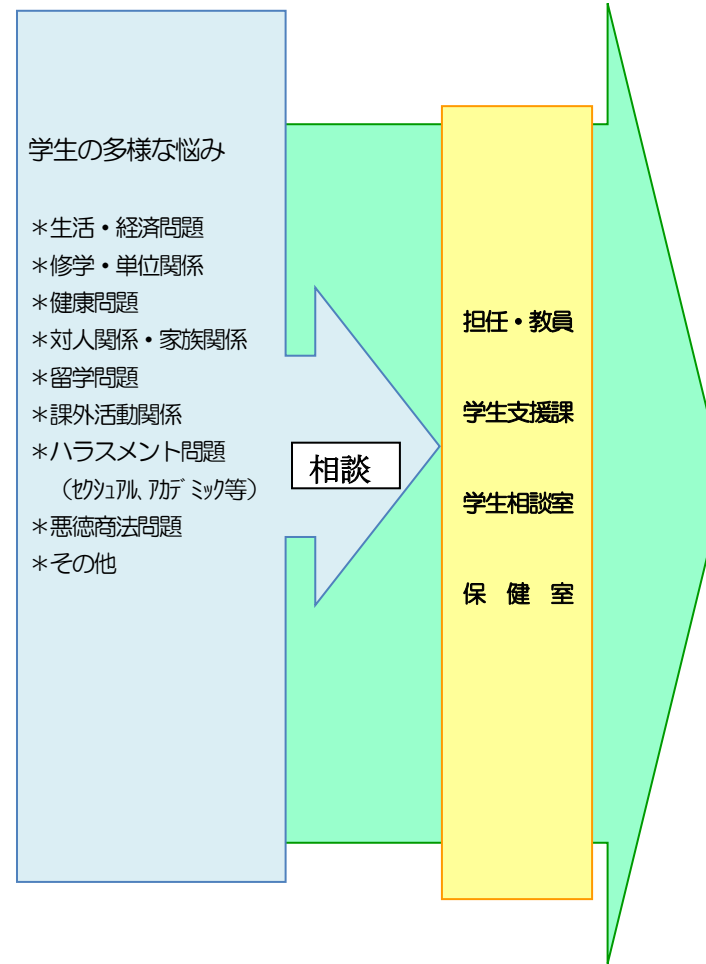 学生の多様な悩み
＊生活・経済問題
＊修学・単位関係
＊健康問題
＊対人関係・家族関係
＊留学問題
＊課外活動関係
＊ハラスメント問題
（ｾｸｼｭｱﾙ、ｱｶﾃﾞﾐｯｸ等）
＊悪徳商法問題
＊その他
相談
担任・教員
学生支援課
学生相談室
保　健　室